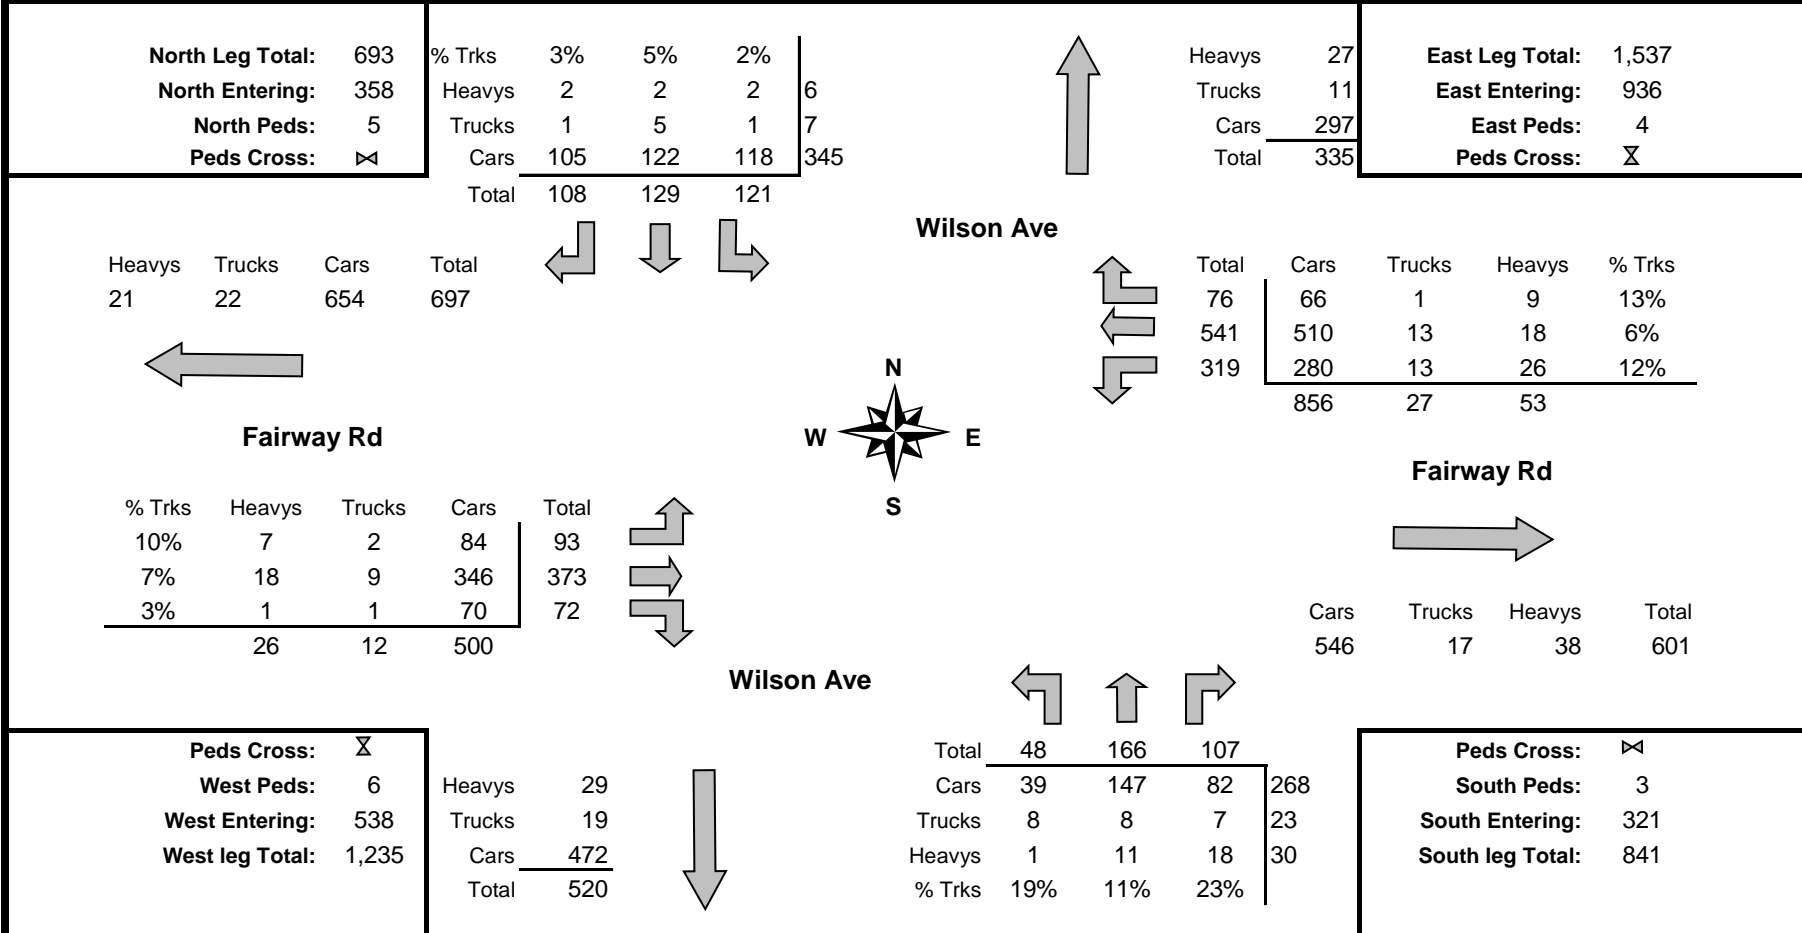 North Leg Total: 693
North Entering: 358
North Peds: 5
Peds Cross: ⋈
% Trks 3% 5% 2%
Heavys 2 2 2 6
Trucks 1 5 1 7
Cars 105 122 118 345
Total 108 129 121
Heavys 27
Trucks 11
Cars 297
Total 335
East Leg Total: 1,537
East Entering: 936
East Peds: 4
Peds Cross: ⧖
Wilson Ave
Heavys Trucks Cars Total
21 22 654 697
Total Cars Trucks Heavys % Trks
76 66 1 9 13%
541 510 13 18 6%
319 280 13 26 12%
856 27 53
Fairway Rd
N
W E
S
Fairway Rd
% Trks Heavys Trucks Cars Total
10% 7 2 84 93
7% 18 9 346 373
3% 1 1 70 72
26 12 500
Cars Trucks Heavys Total
546 17 38 601
Wilson Ave
Peds Cross: ⧖
West Peds: 6
West Entering: 538
West leg Total: 1,235
Heavys 29
Trucks 19
Cars 472
Total 520
Total 48 166 107
Cars 39 147 82 268
Trucks 8 8 7 23
Heavys 1 11 18 30
% Trks 19% 11% 23%
Peds Cross: ⋈
South Peds: 3
South Entering: 321
South leg Total: 841